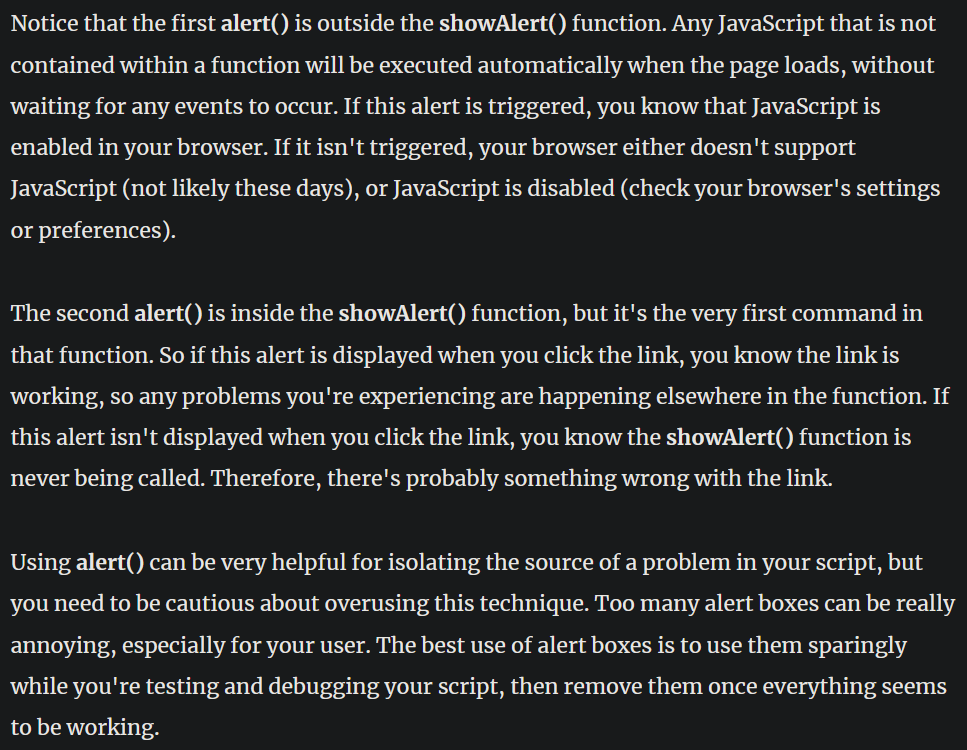 Notice that the first alert() is outside the showAlert() function. Any JavaScript that is not
contained within a function will be executed automatically when the page loads, without
waiting for any events to occur. If this alert is triggered, you know that JavaScript is
enabled in your browser. If it isn't triggered, your browser either doesn't support
JavaScript (not likely these days), or JavaScript is disabled (check your browser's settings
or preferences).
The second alert() is inside the showAlert() function, but it's the very first command in
that function. So if this alert is displayed when you click the link, you know the link is
working, so any problems you're experiencing are happening elsewhere in the function. If
this alert isn't displayed when you click the link, you know the showAlert() function is
never being called. Therefore, there's probably something wrong with the link.
Using alert() can be very helpful for isolating the source of a problem in your script, but
you need to be cautious about overusing this technique. Too many alert boxes can be really
annoying, especially for your user. The best use of alert boxes is to use them sparingly
while you're testing and debugging your script, then remove them once everything seems
to be working.